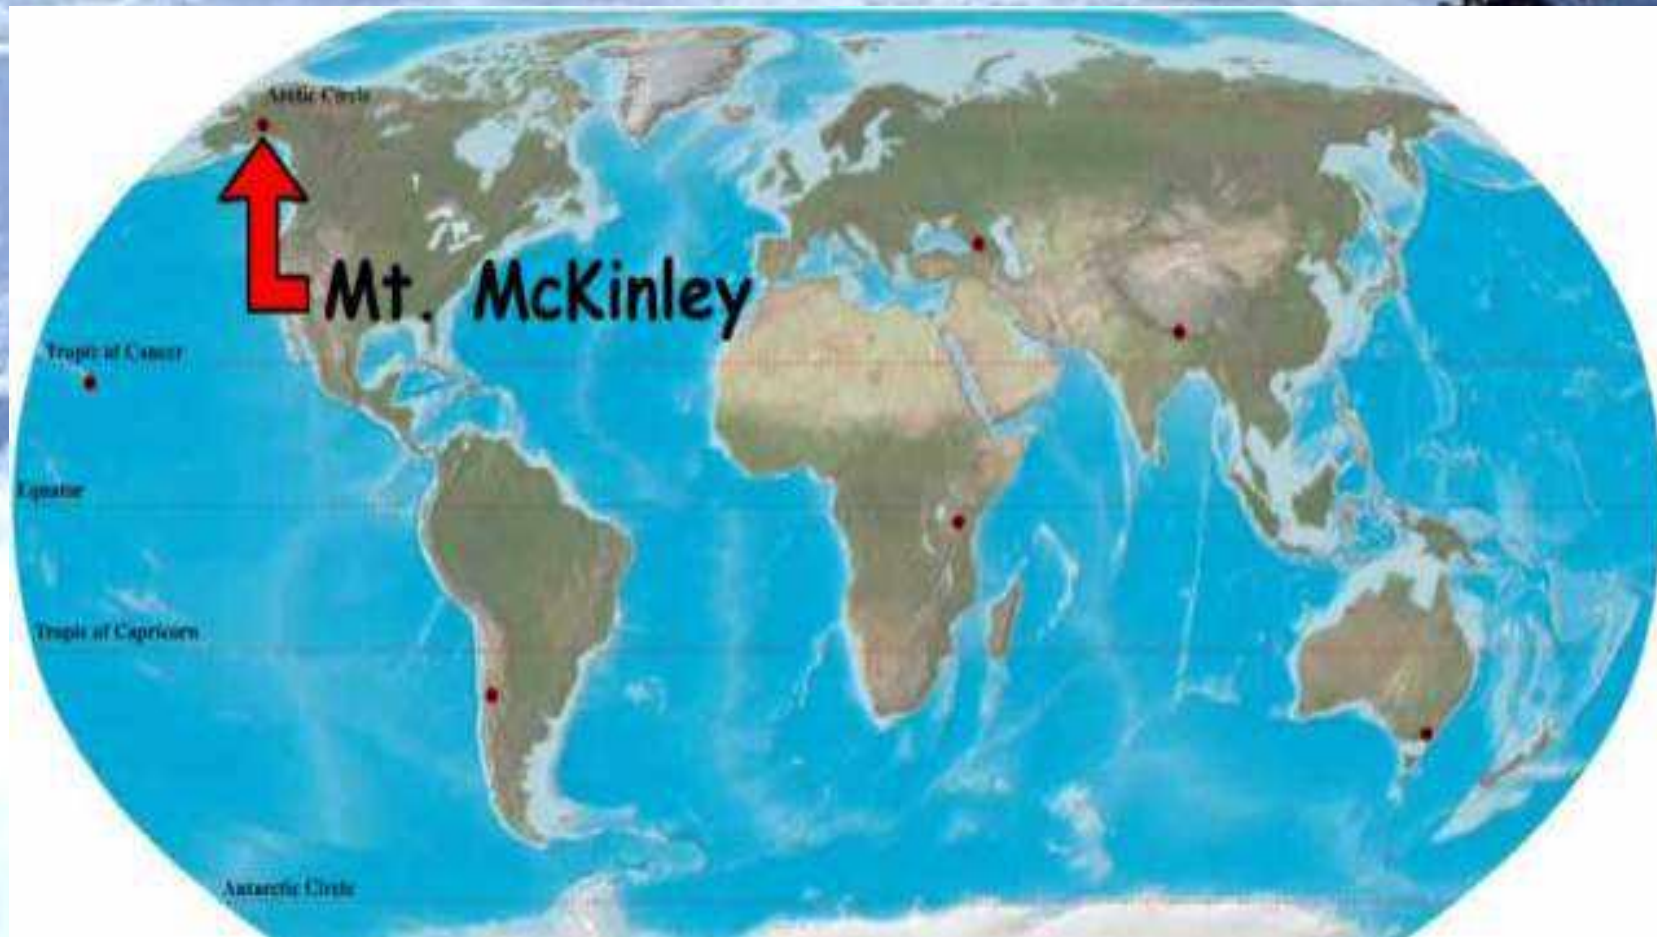 Arctic Circle
Mt. McKinley
Tropic of Cancer
Equator
Tropic of Capricorn
Antarctic Circle